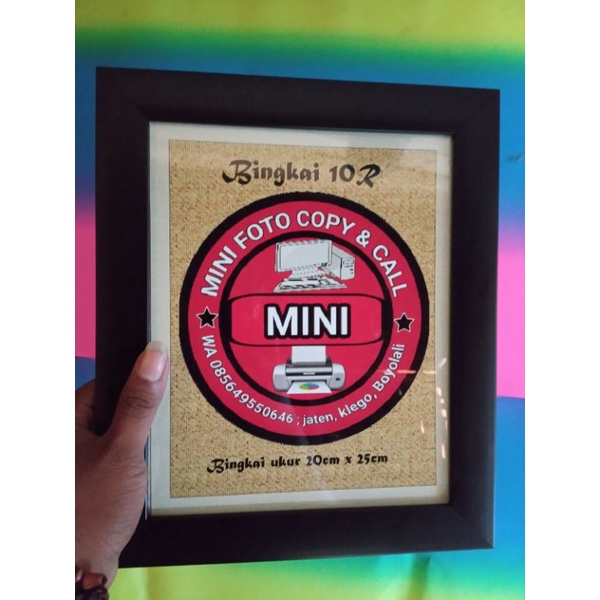 Bingkai 10R
MINI FOTO COPY & CALL
MINI
WA 085649550646 ; jaten, klego, Boyolali
Bingkai ukur 20cm x 25cm